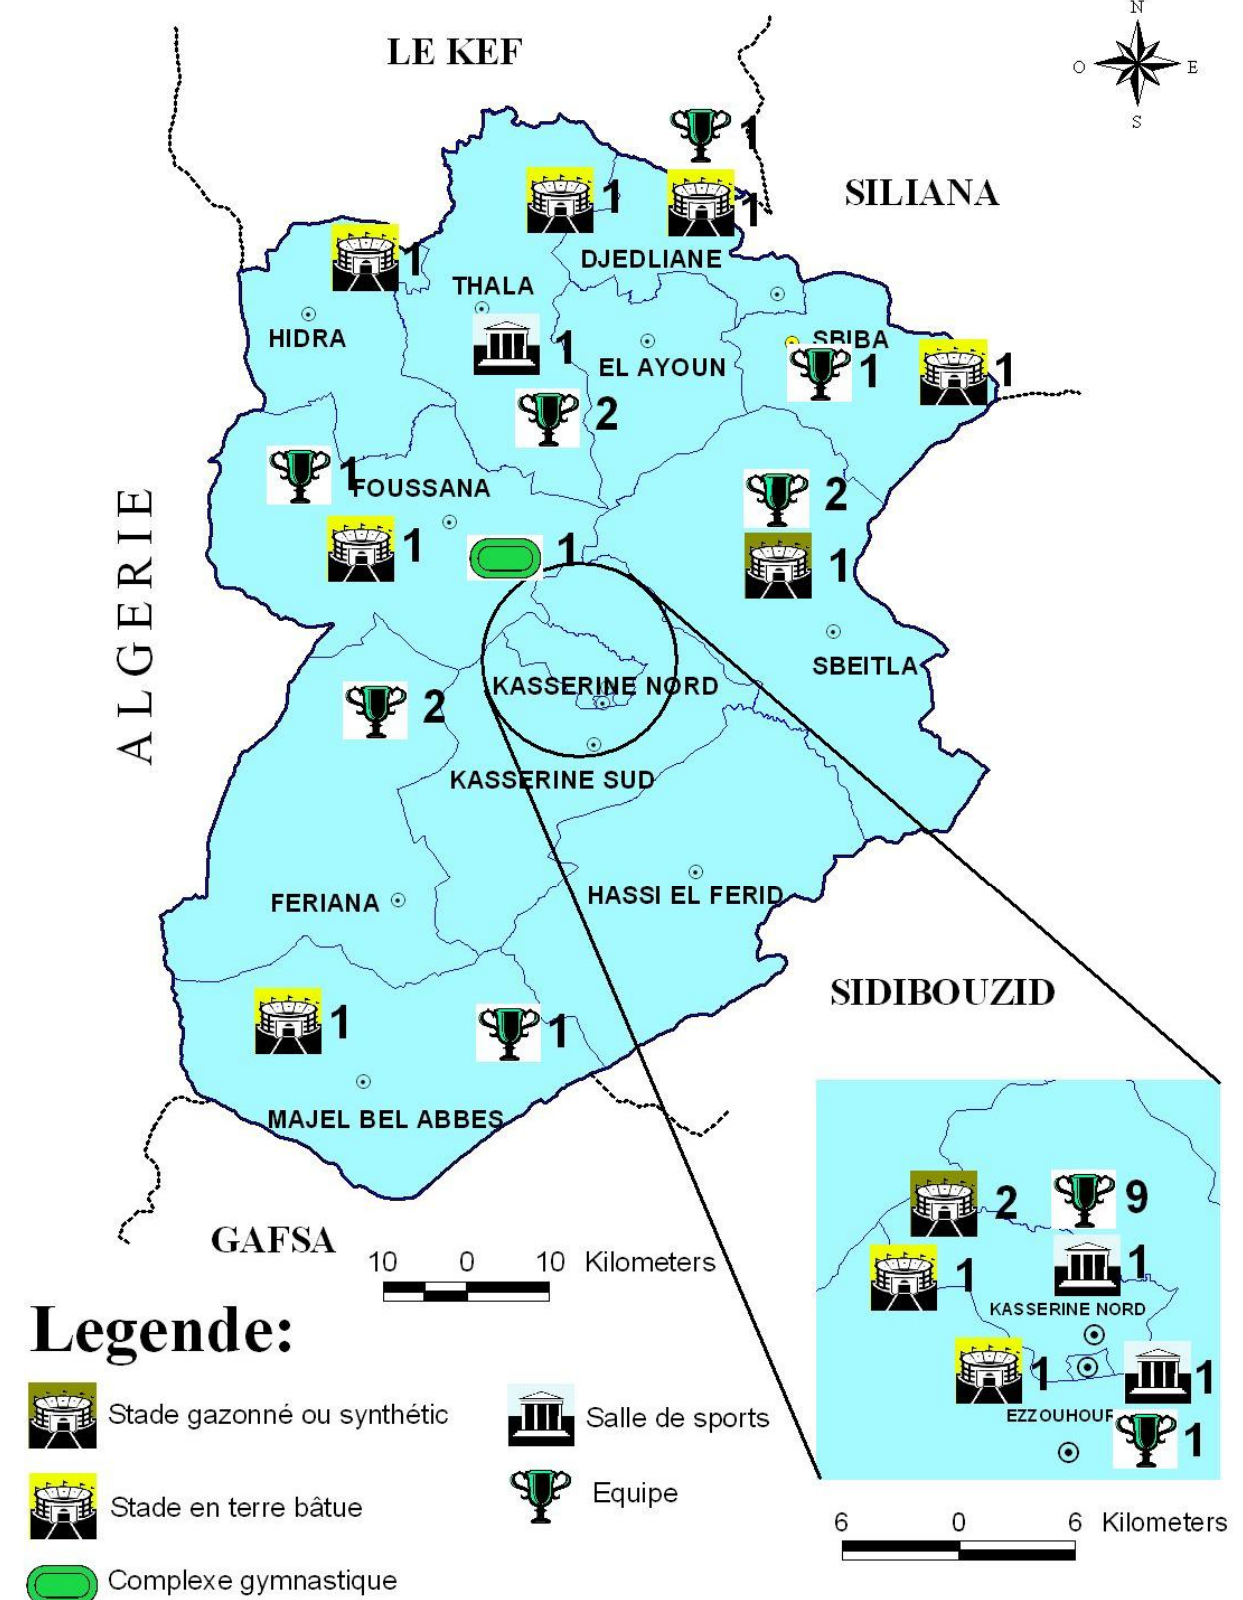 N
LE KEF
O E
S
1
SILIANA
1 1
1
DJEDLIANE
THALA
HIDRA
1
SBIBA
EL AYOUN
1 1
2
1
FOUSSANA
2
1 1 1
SBEITLA
ALGERIE
KASSERINE NORD
2
KASSERINE SUD
FERIANA
HASSI EL FERID
SIDIBOUZID
1 1
MAJEL BEL ABBES
GAFSA
10 0 10 Kilometers
2 9
1 1
KASSERINE NORD
1 1
EZZOUHOUR
1
6 0 6 Kilometers
Legende:
Stade gazonné ou synthétic
Stade en terre bâtue
Complexe gymnastique
Salle de sports
Equipe